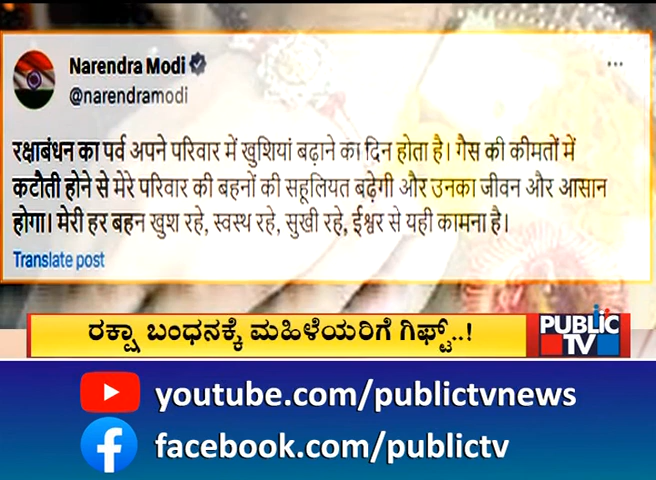 Narendra Modi
@narendramodi
रक्षाबंधन का पर्व अपने परिवार में खुशियां बढ़ाने का दिन होता है। गैस की कीमतों में
कटौती होने से मेरे परिवार की बहनों की सहूलियत बढ़ेगी और उनका जीवन और आसान
होगा। मेरी हर बहन खुश रहे, स्वस्थ रहे, सुखी रहे, ईश्वर से यही कामना है।
Translate post
ರಕ್ಷಾ ಬಂಧನಕ್ಕೆ ಮಹಿಳೆಯರಿಗೆ ಗಿಫ್ಟ್..!
PUBLIC
TV
youtube.com/publictvnews
facebook.com/publictv